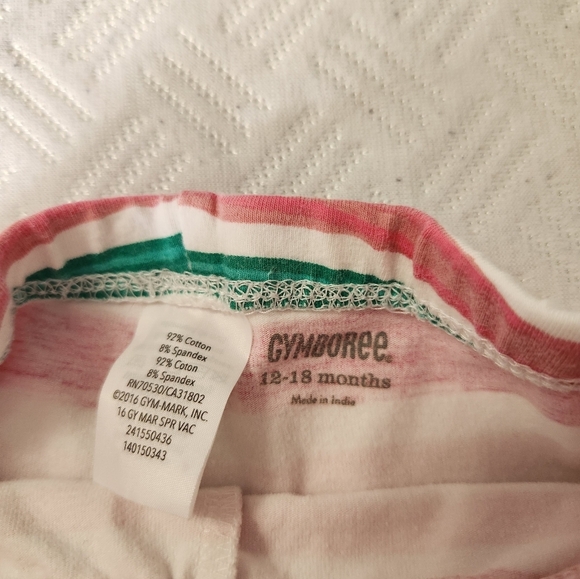 92% Cotton
8% Spandex
92% Coton
8% Spandex
RN70530/CA31802
©2016 GYM-MARK, INC.
16 GY MAR SPR VAC
241550436
140150343
GYMBOREE
12-18 months
Made in India